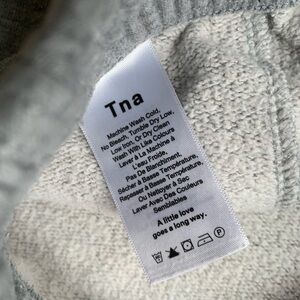 Tna
Machine Wash Cold,
No Bleach, Tumble Dry Low,
Low Iron, Or Dry Clean
Wash With Like Colours
Laver À La Machine À
L'eau Froide,
Pas De Blanchiment,
Sécher À Basse Température,
Repasser À Basse Température
Ou Nettoyer À Sec
Laver Avec Des Couleurs
Semblables
A little love
goes a long way.